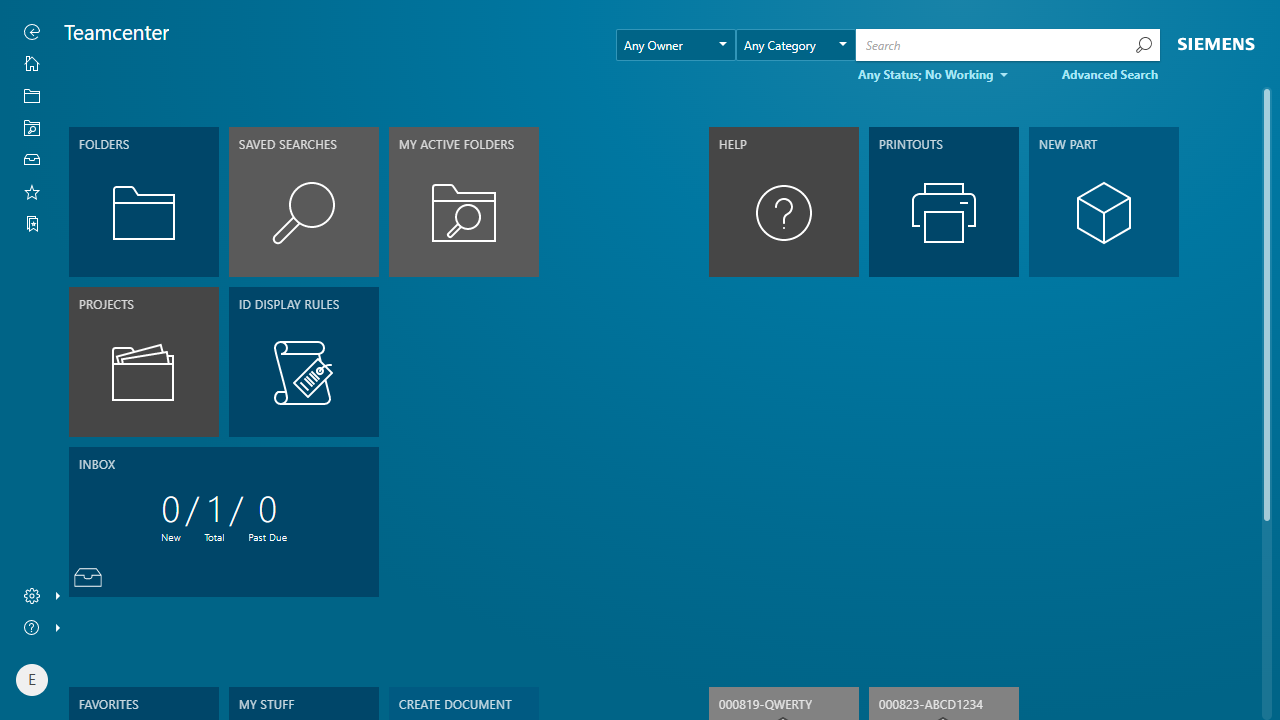 Teamcenter
Any Owner
Any Category
Search
SIEMENS
Any Status; No Working
Advanced Search
FOLDERS
SAVED SEARCHES
MY ACTIVE FOLDERS
HELP
PRINTOUTS
NEW PART
PROJECTS
ID DISPLAY RULES
INBOX
0 / 1 / 0
New Total Past Due
E
FAVORITES
MY STUFF
CREATE DOCUMENT
000819-QWERTY
000823-ABCD1234